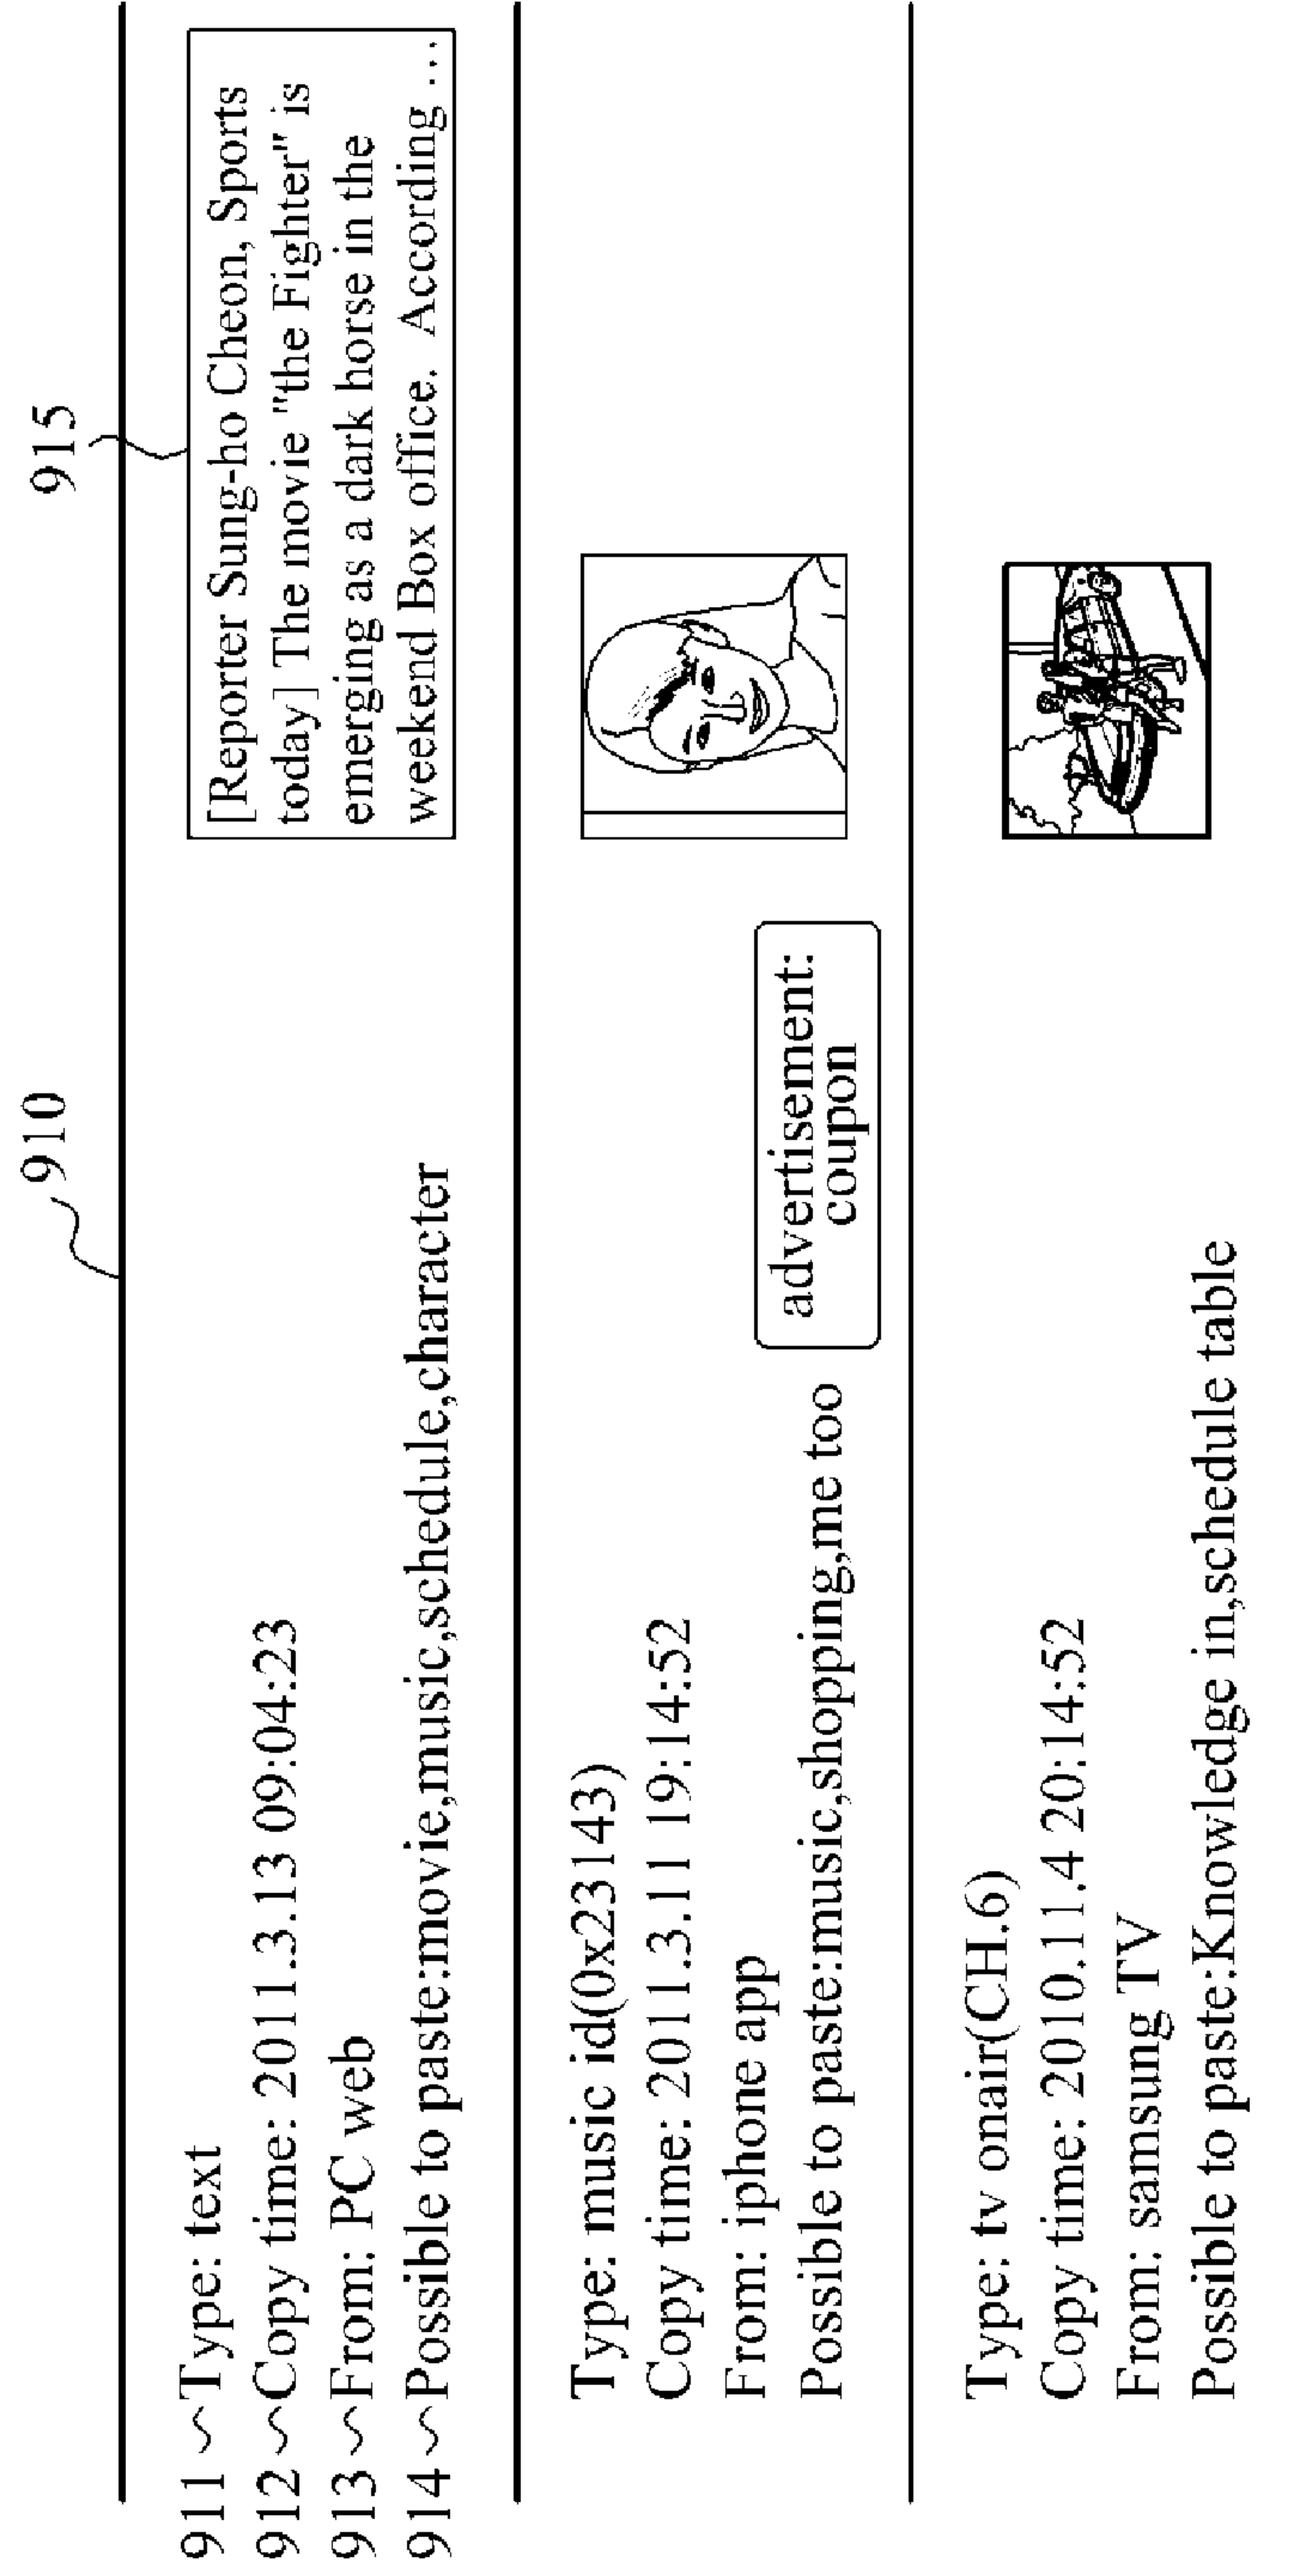 910
915
911 Type: text
912 Copy time: 2011.3.13 09:04:23
913 From: PC web
914 Possible to paste:movie,music,schedule,character
[Reporter Sung-ho Cheon, Sports
today] The movie "the Fighter" is
emerging as a dark horse in the
weekend Box office. According ...
Type: music id(0x23143)
Copy time: 2011.3.11 19:14:52
From: iphone app
Possible to paste:music,shopping,me too
advertisement:
coupon
Type: tv onair(CH.6)
Copy time: 2010.11.4 20:14:52
From: samsung TV
Possible to paste:Knowledge in,schedule table